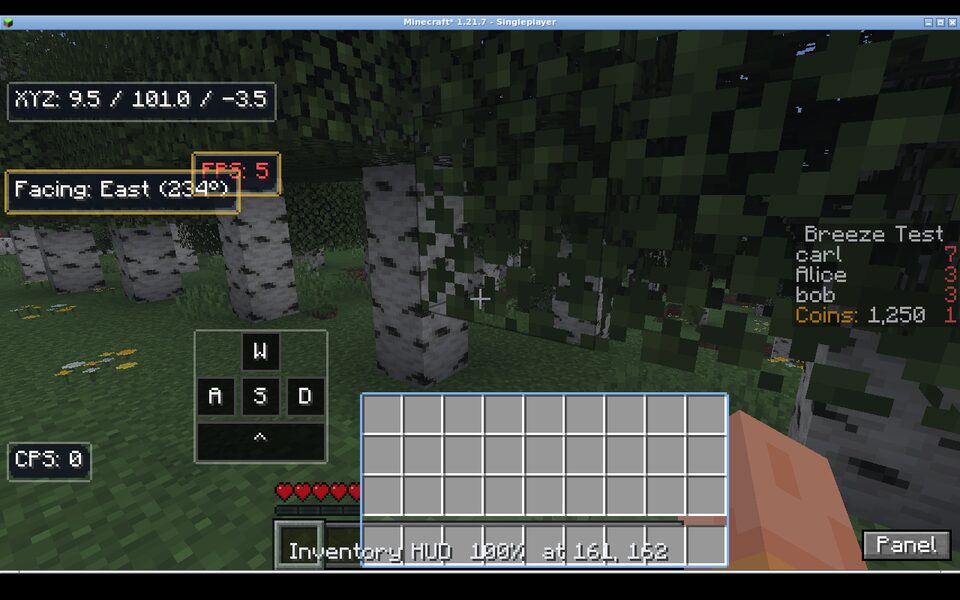 Minecraft* 1.21.7 - Singleplayer
XYZ: 9.5 / 101.0 / -3.5
FPS: 5
Facing: East (234°)
Breeze Test
carl 7
Alice 3
bob 3
Coins: 1,250 1
W
A S D
^
CPS: 0
Inventory HUD 100% at 161, 162
Panel